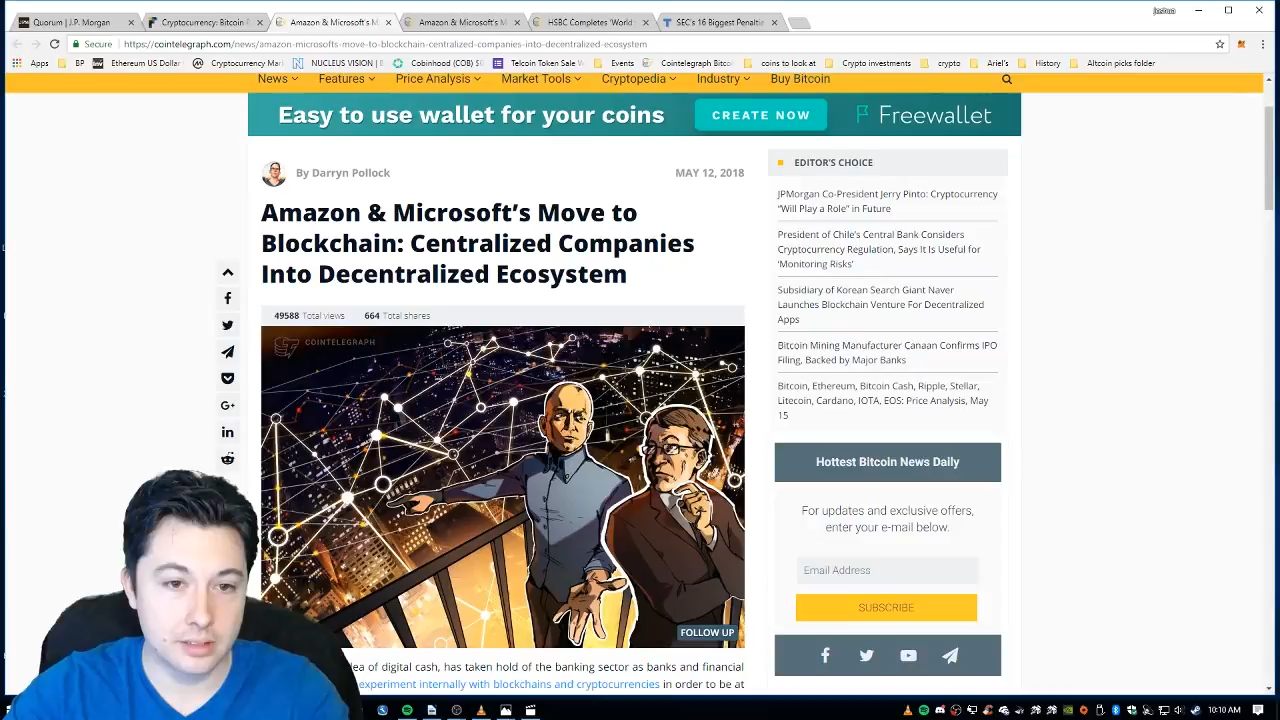 Joshua
Quorum | J.P. Morgan
Cryptocurrency: Bitcoin P
Amazon & Microsoft's M
Amazon & Microsoft's M
HSBC Completes 'World
SEC's 16 Biggest Penaltie
Secure
https://cointelegraph.com/news/amazon-microsofts-move-to-blockchain-centralized-companies-into-decentralized-ecosystem
Apps
BP
Ethereum US Dollar
Cryptocurrency Mar
NUCLEUS VISION |
CobinHood (COB) $0
Telcoin Token Sale W
Events
Cointelegraph Bitco
coins to look at
Crypto investments
crypto
Ariel's
History
Altcoin picks folder
News
Features
Price Analysis
Market Tools
Cryptopedia
Industry
Buy Bitcoin
Easy to use wallet for your coins
CREATE NOW
Freewallet
By Darryn Pollock
MAY 12, 2018
Amazon & Microsoft's Move to
Blockchain: Centralized Companies
Into Decentralized Ecosystem
49588 Total views
664 Total shares
COINTELEGRAPH
FOLLOW UP
ea of digital cash, has taken hold of the banking sector as banks and financial
experiment internally with blockchains and cryptocurrencies in order to be at
EDITOR'S CHOICE
JPMorgan Co-President Jerry Pinto: Cryptocurrency
"Will Play a Role" in Future
President of Chile's Central Bank Considers
Cryptocurrency Regulation, Says It Is Useful for
'Monitoring Risks'
Subsidiary of Korean Search Giant Naver
Launches Blockchain Venture For Decentralized
Apps
Bitcoin Mining Manufacturer Canaan Confirms IPO
Filing, Backed by Major Banks
Bitcoin, Ethereum, Bitcoin Cash, Ripple, Stellar,
Litecoin, Cardano, IOTA, EOS: Price Analysis, May
15
Hottest Bitcoin News Daily
For updates and exclusive offers,
enter your e-mail below.
Email Address
SUBSCRIBE
10:10 AM